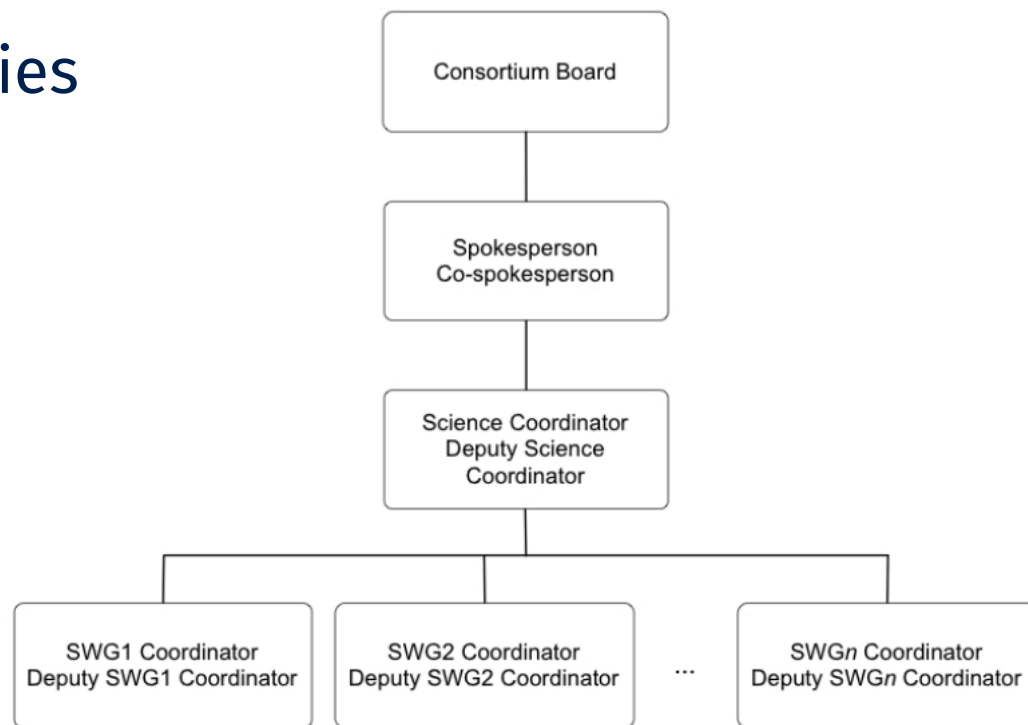 ies
Consortium Board
Spokesperson
Co-spokesperson
Science Coordinator
Deputy Science
Coordinator
SWG1 Coordinator
Deputy SWG1 Coordinator
SWG2 Coordinator
Deputy SWG2 Coordinator
...
SWGn Coordinator
Deputy SWGn Coordinator